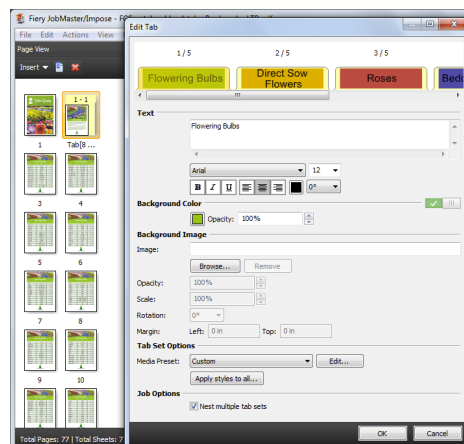 Fiery JobMaster/Impose - FOS
File Edit Actions View
Page View
Insert
1
1 - 1
Tab[8 ...
3 4
5 6
7 8
9 10
Total Pages: 77 | Total Sheets: 7
Edit Tab
1 / 5 2 / 5 3 / 5
Flowering Bulbs
Direct Sow
Flowers
Roses
Bedd
Text
Flowering Bulbs
Arial 12
B I U 0°
Background Color
Opacity: 100%
Background Image
Image:
Browse... Remove
Opacity: 100%
Scale: 100%
Rotation: 0°
Margin: Left: 0 in Top: 0 in
Tab Set Options
Media Preset: Custom Edit...
Apply styles to all...
Job Options
Nest multiple tab sets
OK Cancel